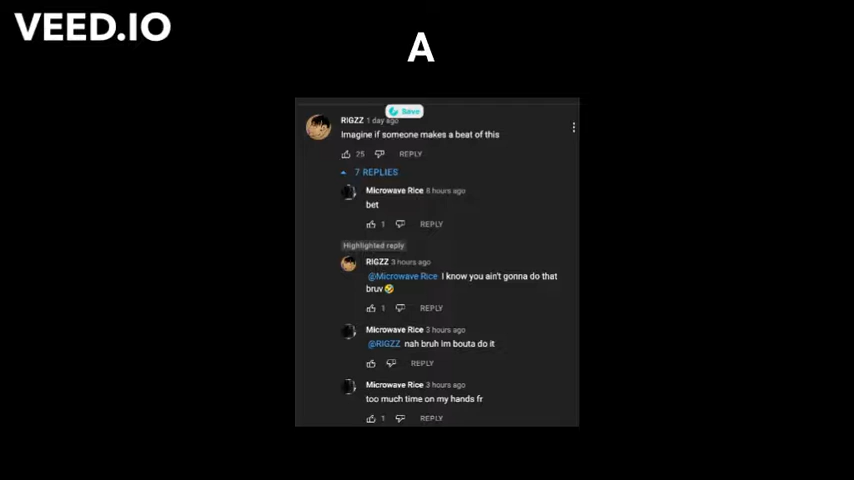 VEED.IO
A
Save
RIGZZ 1 day ago
Imagine if someone makes a beat of this
25 REPLY
7 REPLIES
Microwave Rice 8 hours ago
bet
1 REPLY
Highlighted reply
RIGZZ 3 hours ago
@Microwave Rice I know you ain't gonna do that
bruv🤣
1 REPLY
Microwave Rice 3 hours ago
@RIGZZ nah bruh im bouta do it
REPLY
Microwave Rice 3 hours ago
too much time on my hands fr
1 REPLY